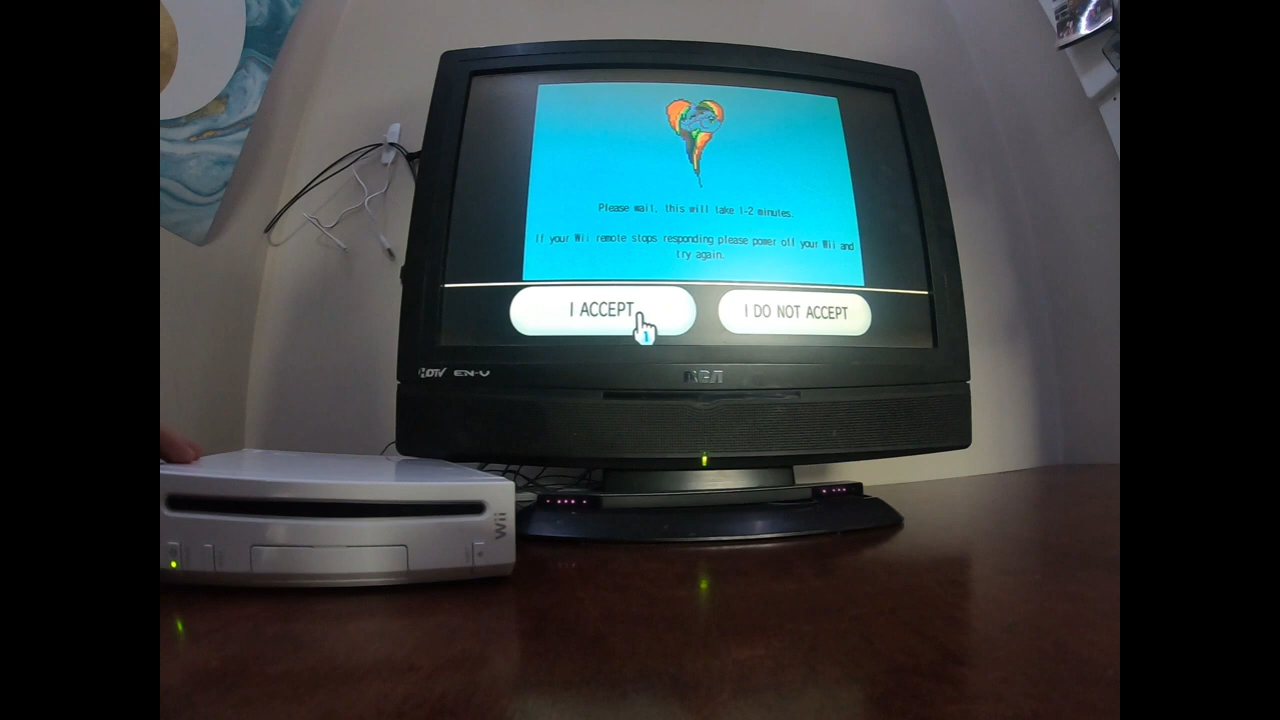 Please wait, this will take 1-2 minutes.
If your Wii remote stops responding please power off your Wii and
try again.
I ACCEPT
I DO NOT ACCEPT
1
HDTV EN-V
RCA
Wii